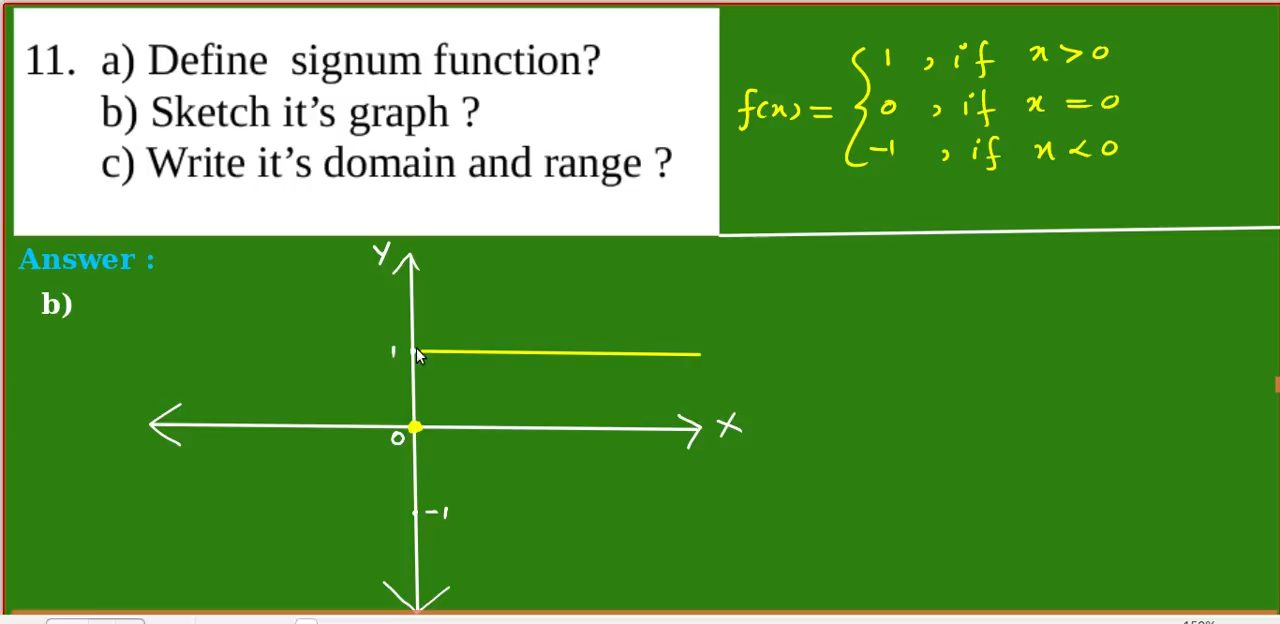 11. a) Define signum function?
b) Sketch it’s graph ?
c) Write it’s domain and range ?
f(x) = { 1 , if x > 0
0 , if x = 0
-1 , if x < 0
Answer :
b)
Y
1
0
X
-1
150%